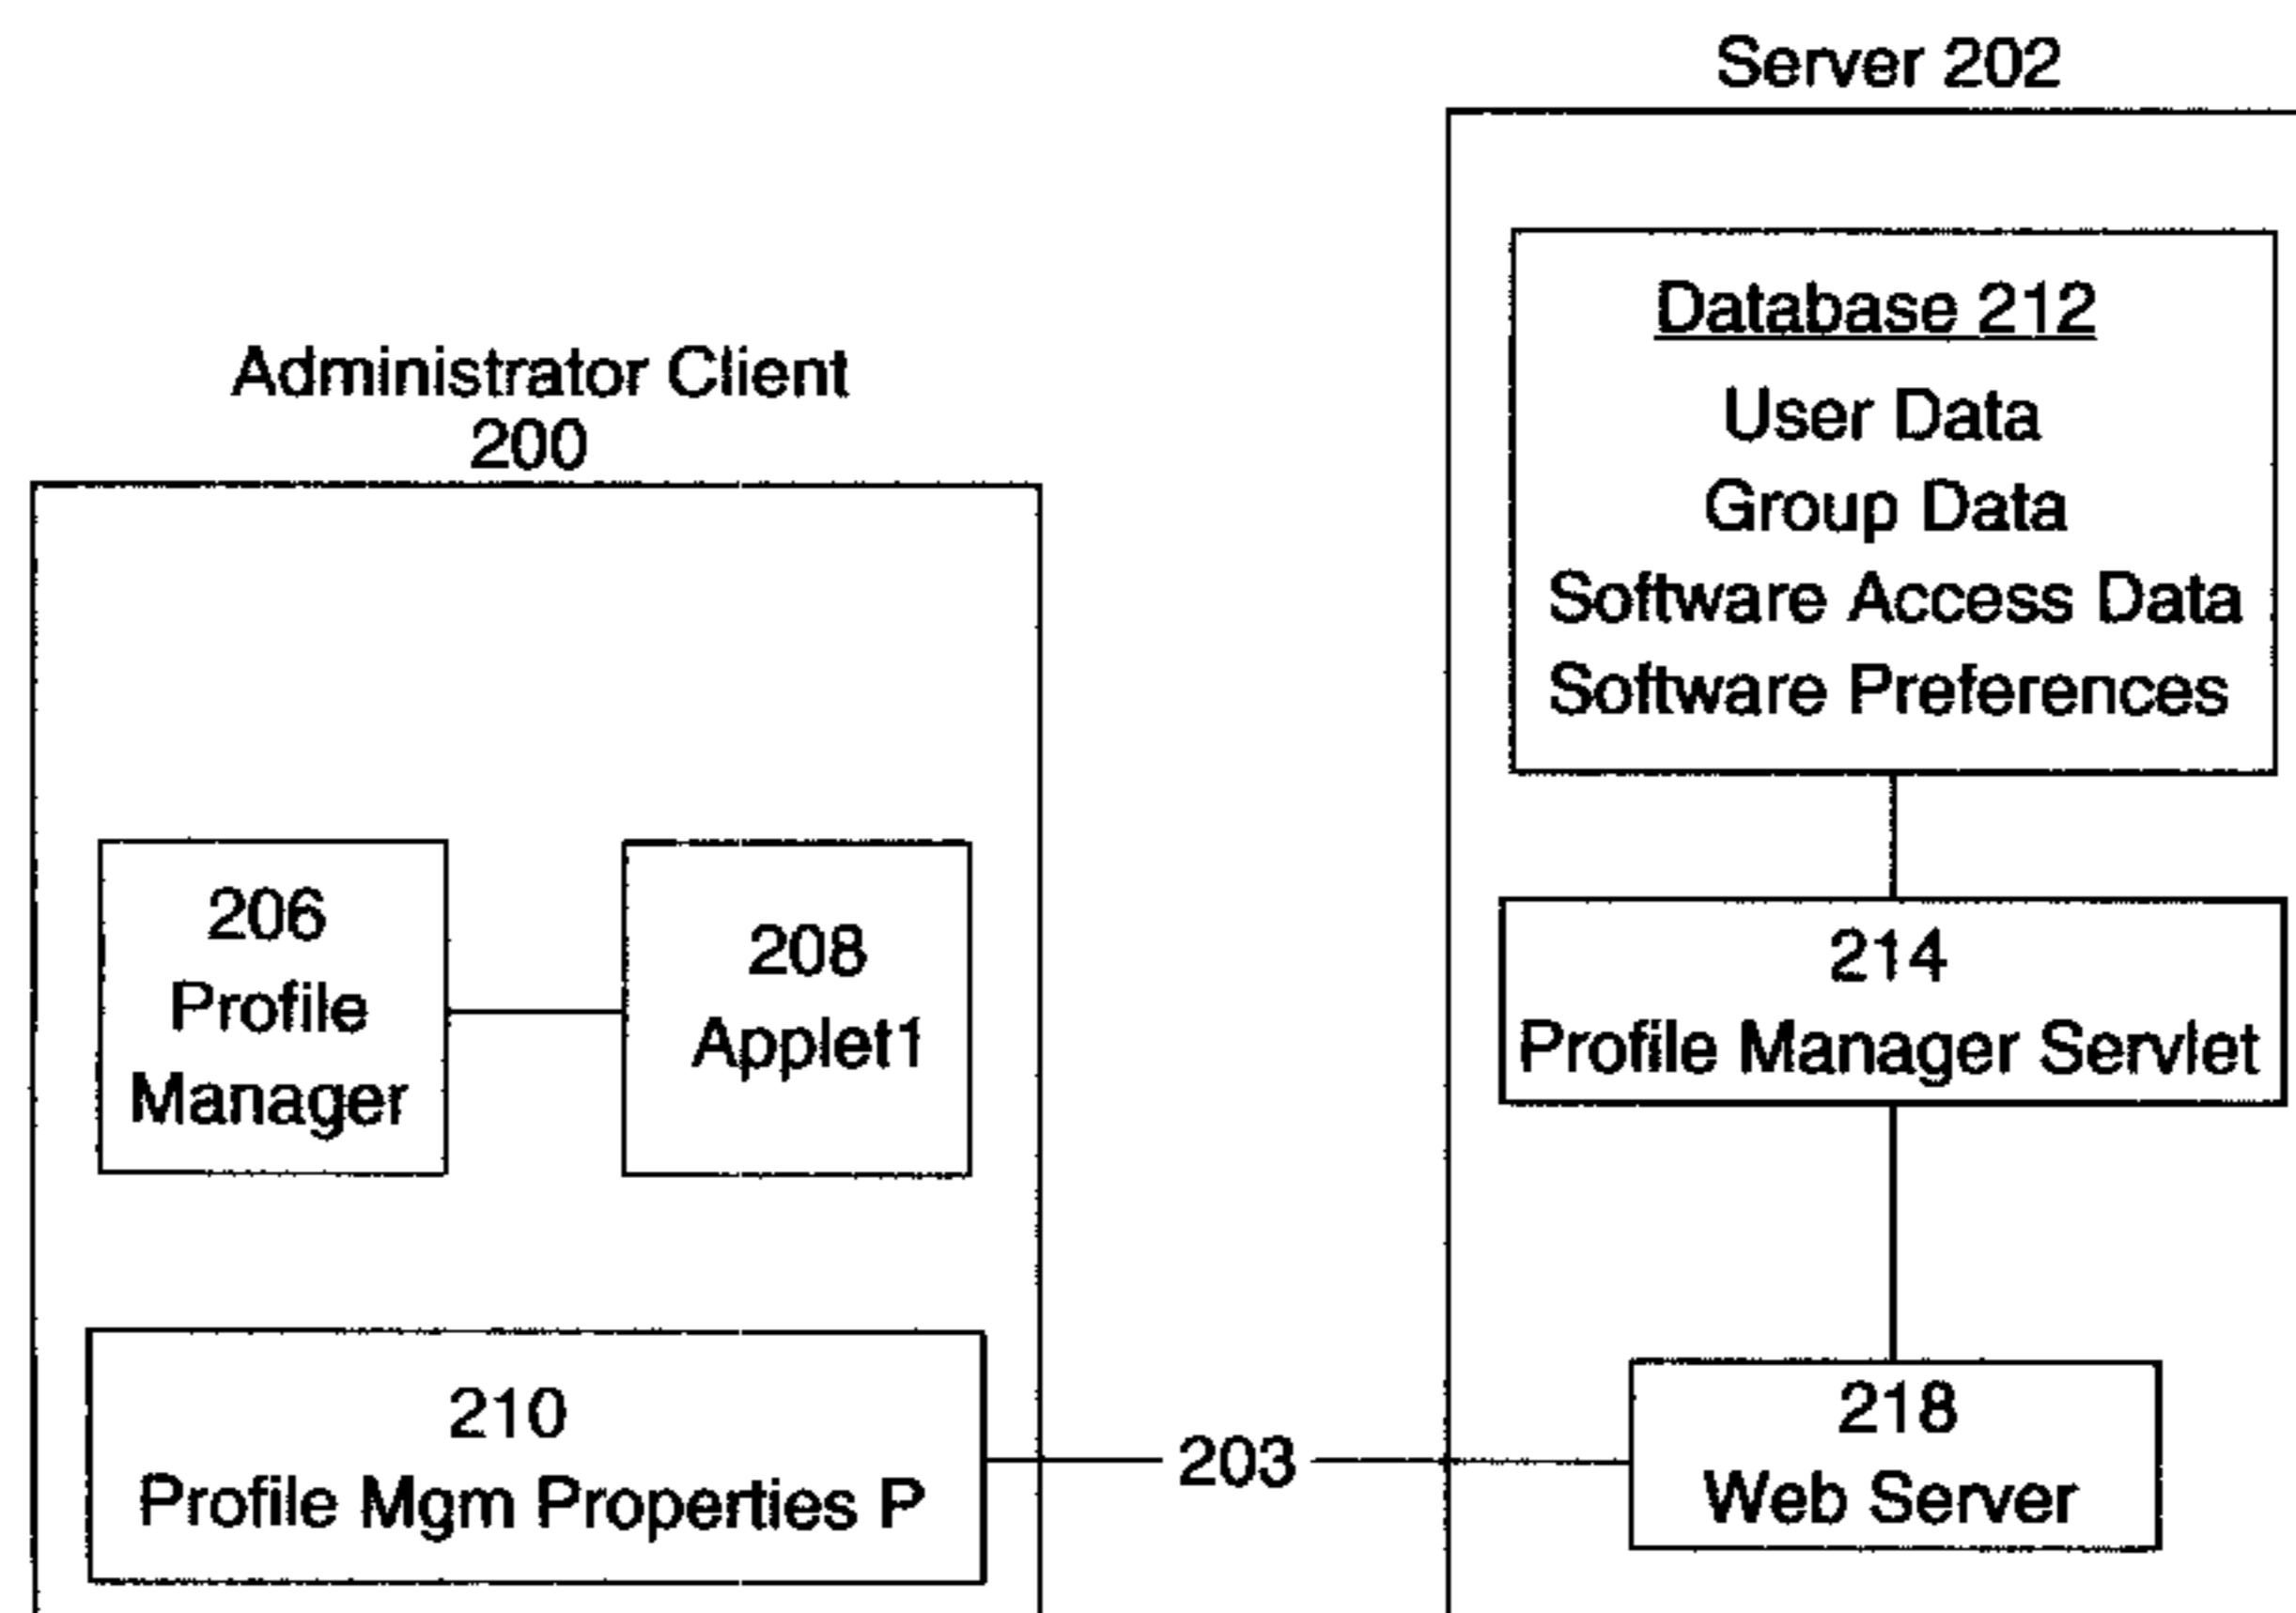 Server 202
Database 212
User Data
Group Data
Software Access Data
Software Preferences
Administrator Client
200
206
Profile
Manager
208
Applet1
214
Profile Manager Servlet
210
Profile Mgm Properties P
203
218
Web Server